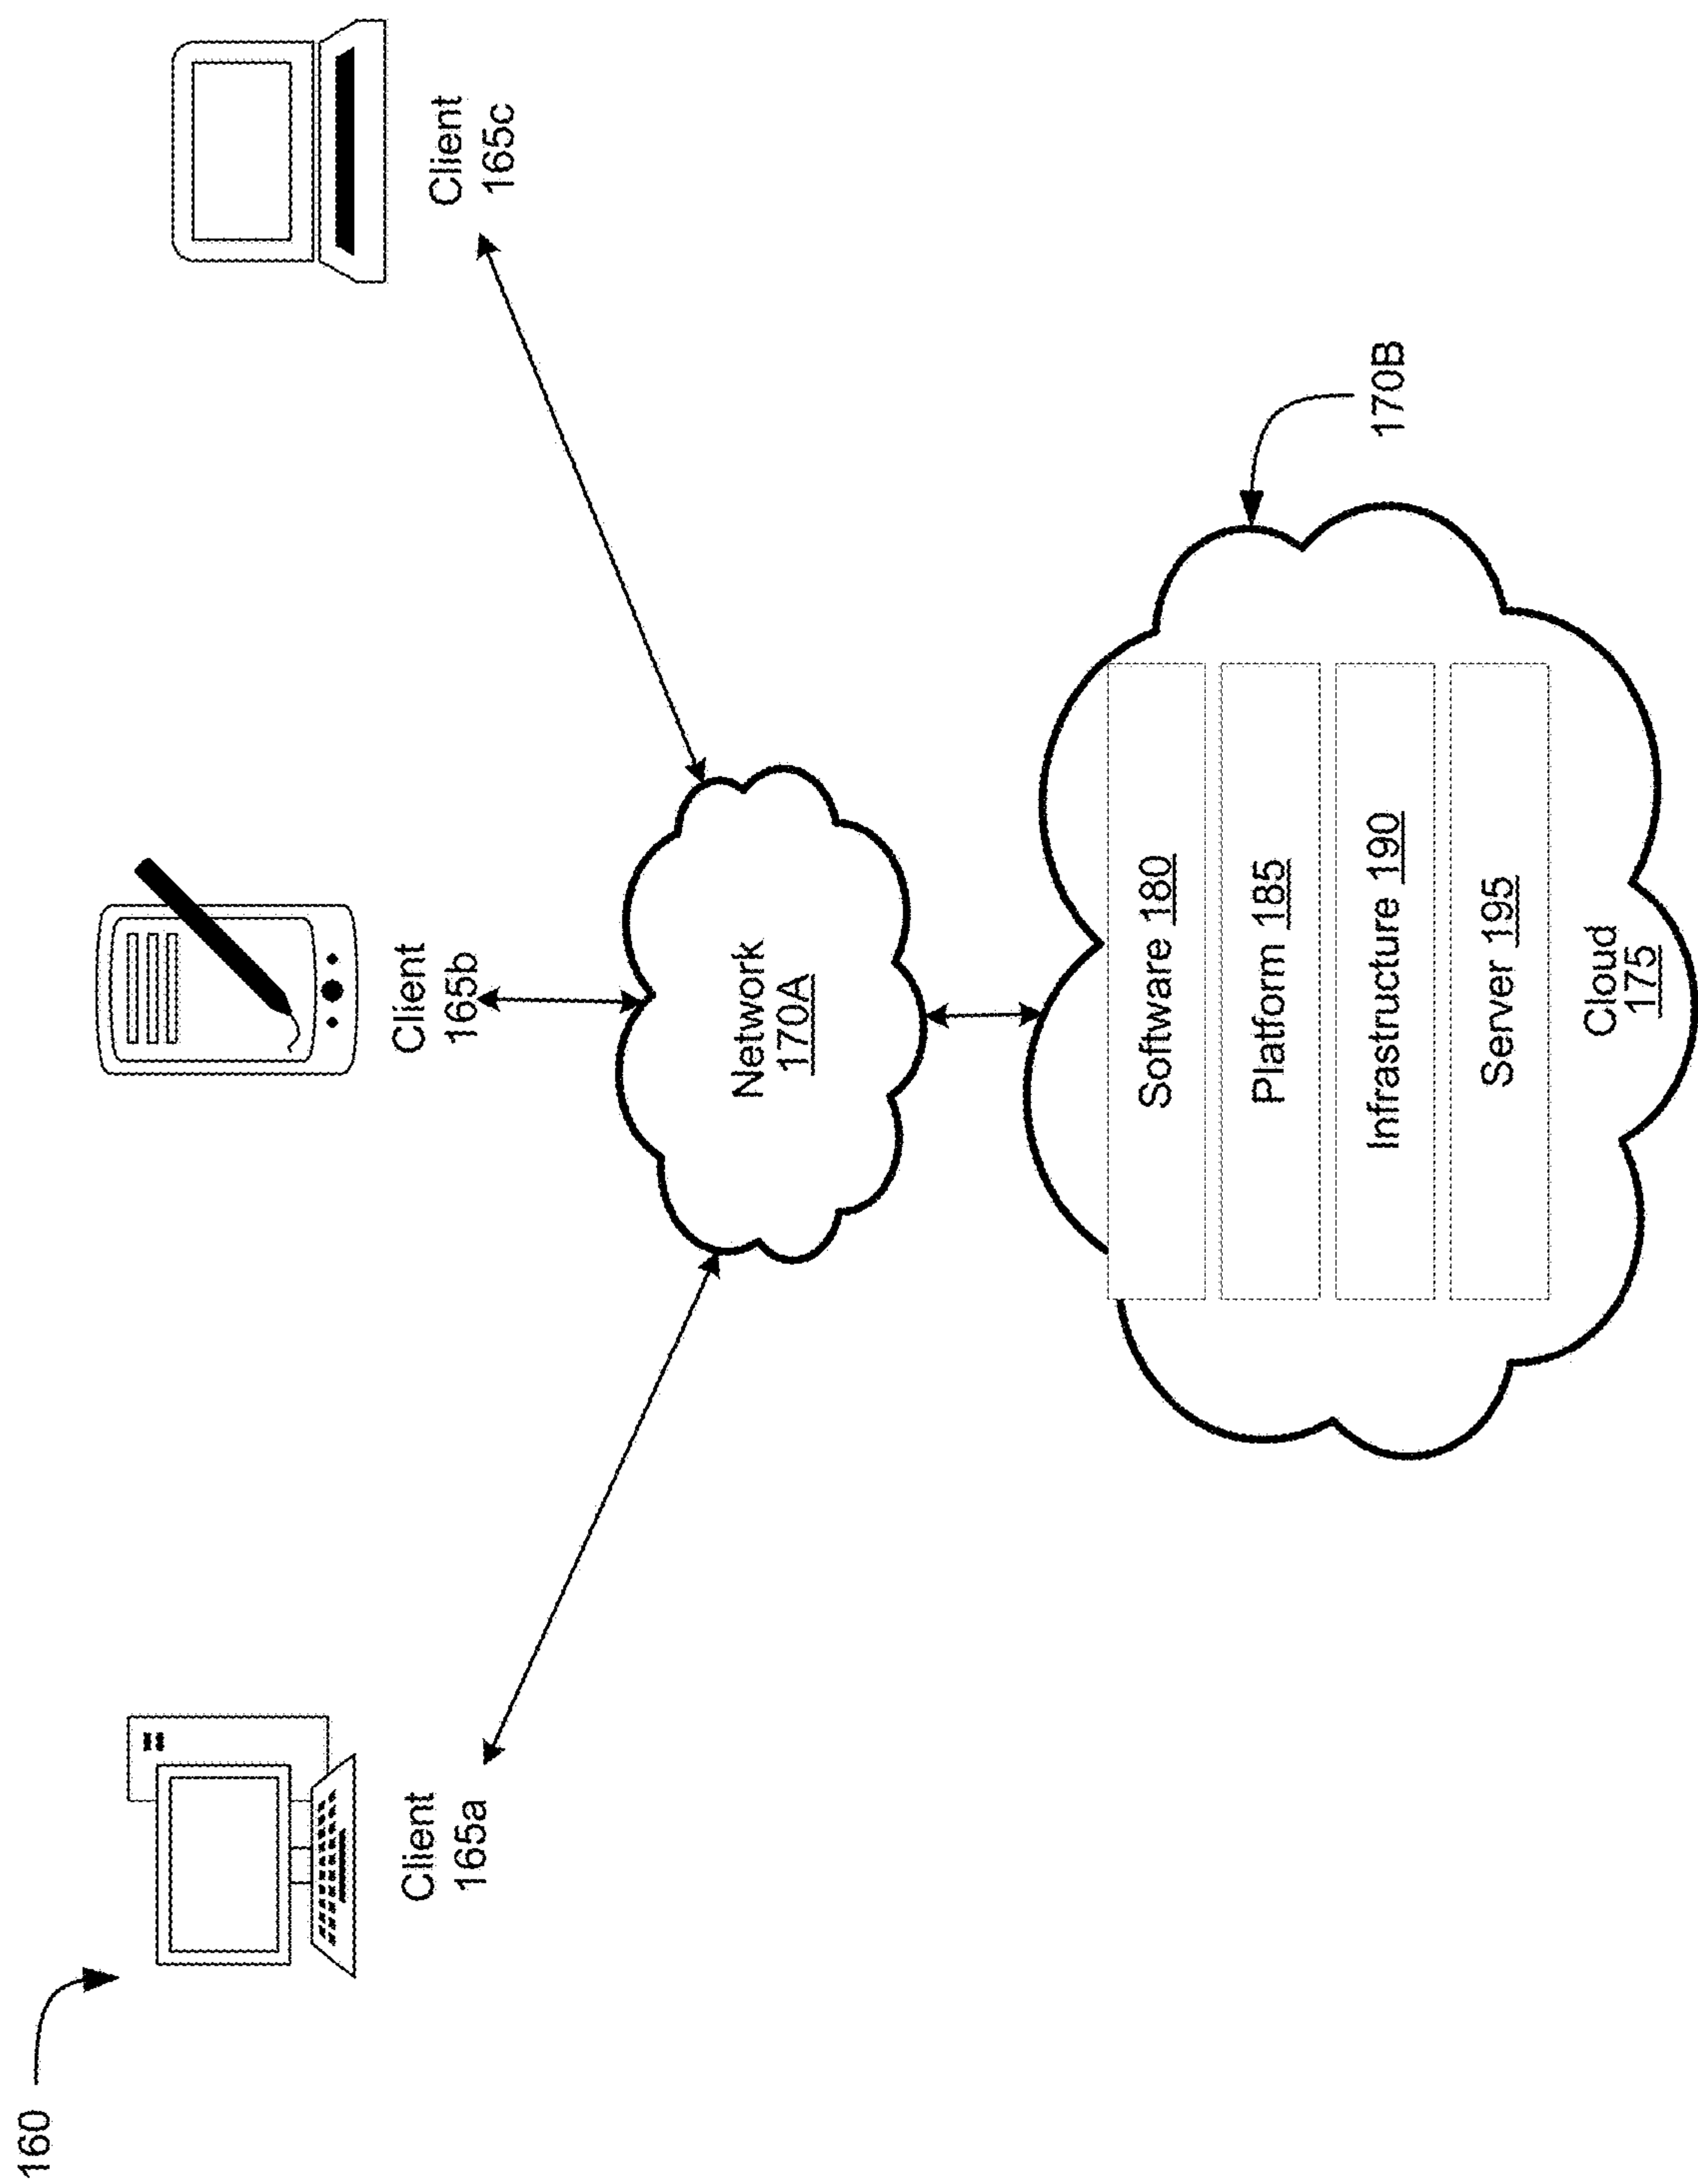 160
Client
165a
Client
165b
Client
165c
Network
170A
170B
Software 180
Platform 185
Infrastructure 190
Server 195
Cloud
175